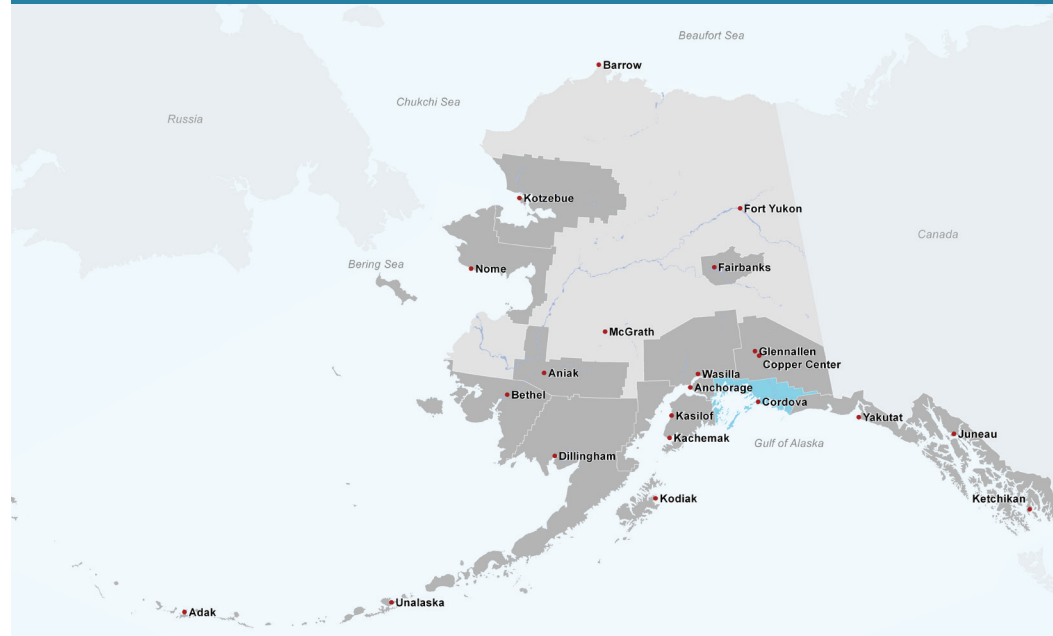 Beaufort Sea
Barrow
Chukchi Sea
Russia
Kotzebue
Fort Yukon
Canada
Bering Sea
Nome
Fairbanks
McGrath
Glennallen
Copper Center
Aniak
Wasilla
Anchorage
Bethel
Cordova
Kasilof
Yakutat
Kachemak
Gulf of Alaska
Juneau
Dillingham
Kodiak
Ketchikan
Unalaska
Adak